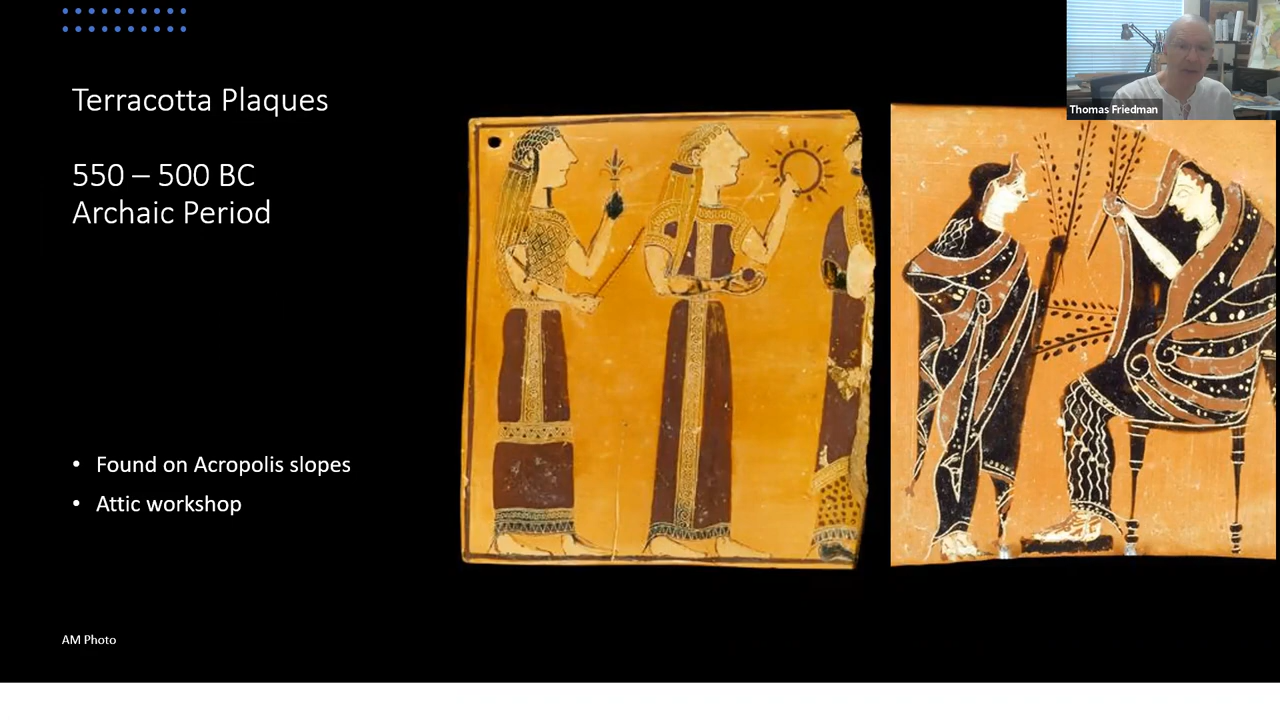 Terracotta Plaques
550 – 500 BC
Archaic Period
• Found on Acropolis slopes
• Attic workshop
AM Photo
Thomas Friedman